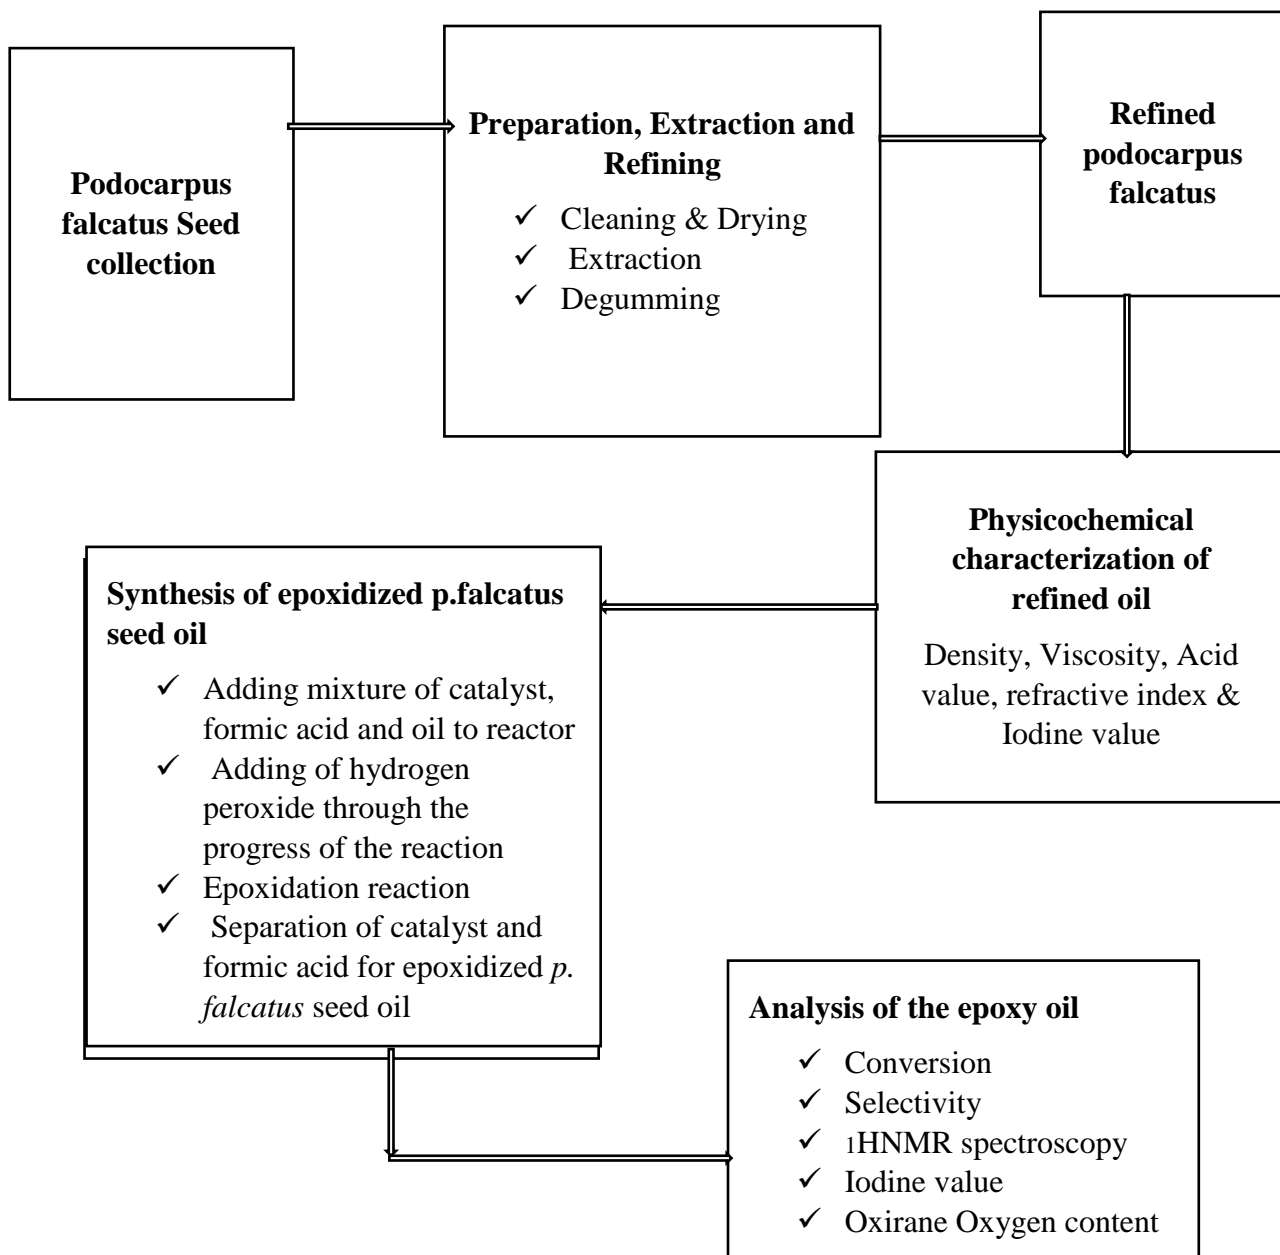 Podocarpus
falcatus Seed
collection
Preparation, Extraction and
Refining
✓ Cleaning & Drying
✓ Extraction
✓ Degumming
Refined
podocarpus
falcatus
Physicochemical
characterization of
refined oil
Density, Viscosity, Acid
value, refractive index &
Iodine value
Synthesis of epoxidized p.falcatus
seed oil
✓ Adding mixture of catalyst,
formic acid and oil to reactor
✓ Adding of hydrogen
peroxide through the
progress of the reaction
✓ Epoxidation reaction
✓ Separation of catalyst and
formic acid for epoxidized p.
falcatus seed oil
Analysis of the epoxy oil
✓ Conversion
✓ Selectivity
✓ 1HNMR spectroscopy
✓ Iodine value
✓ Oxirane Oxygen content